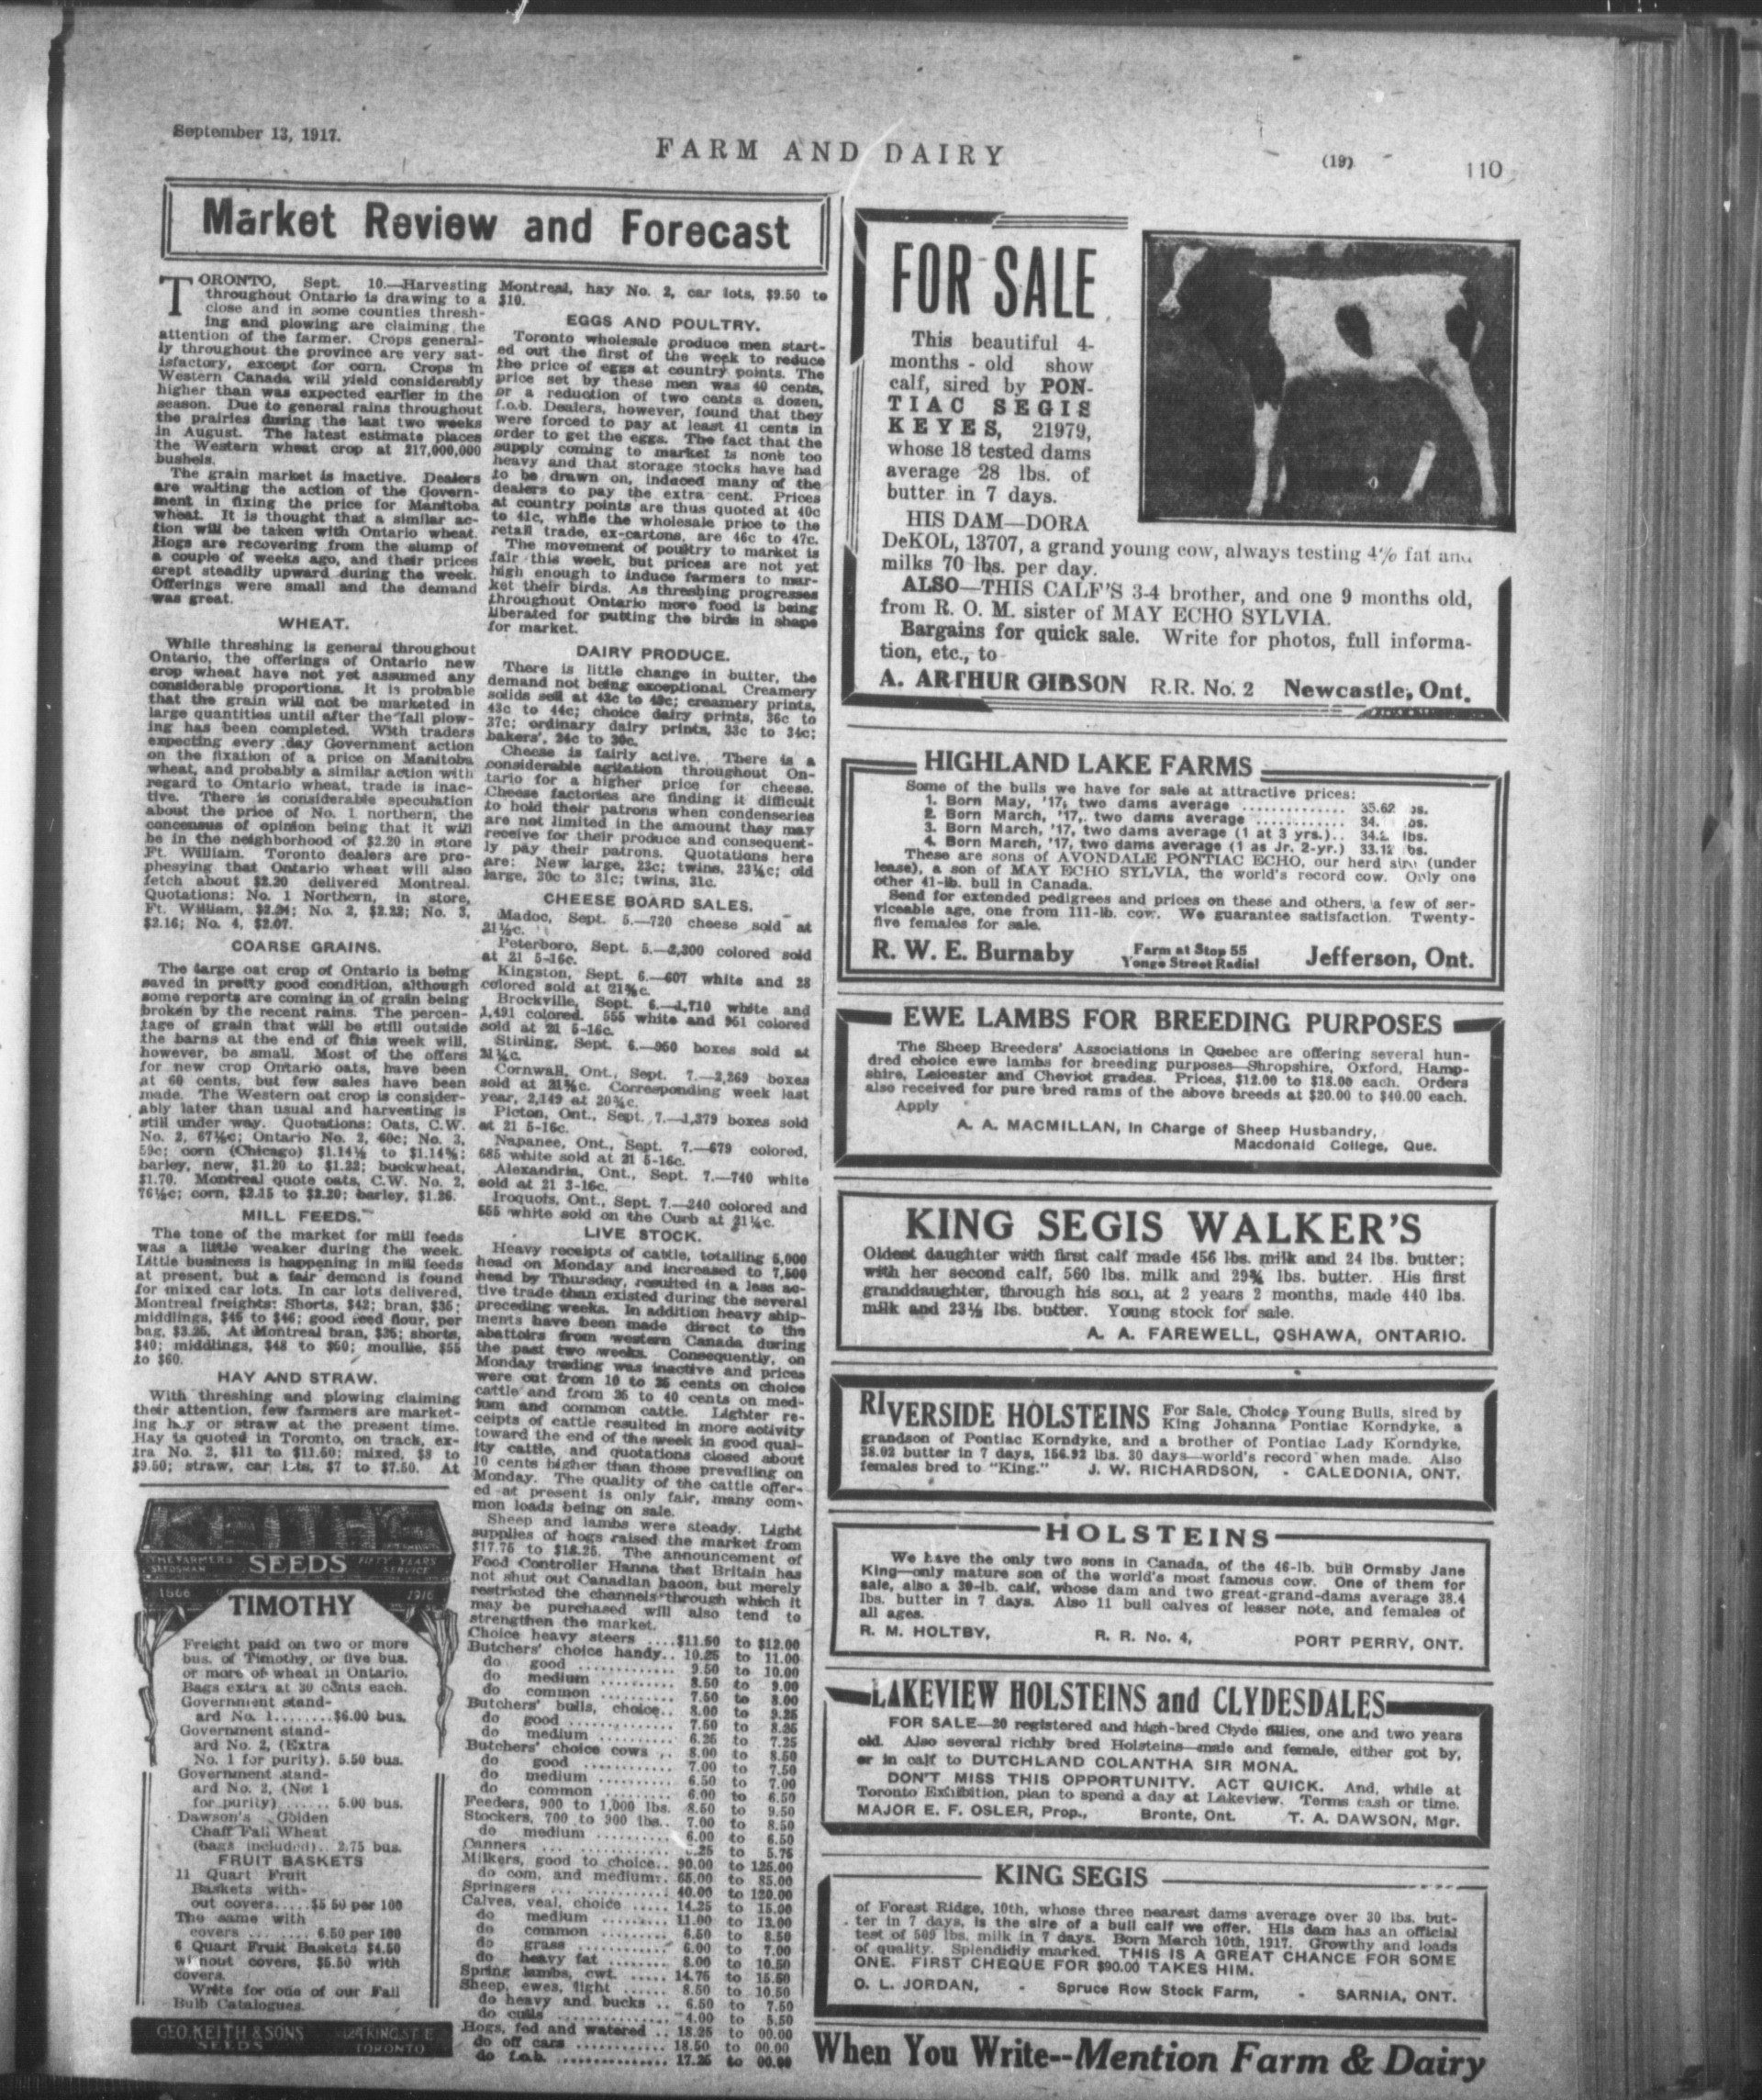 September 13, 1917.
FARM AND DAIRY
(19)
110
Market Review and Forecast
TORONTO, Sept. 10.—Harvesting
throughout Ontario is drawing to a
close and in some counties thresh-
ing and plowing are claiming the
attention of the farmer. Crops general-
ly throughout the province are very sat-
isfactory, except for corn. Crops in
Western Canada will yield considerably
higher than was expected earlier in the
season. Due to general rains throughout
the prairies during the last two weeks
in August. The latest estimate places
the Western wheat crop at 217,000,000
bushels.
The grain market is inactive. Dealers
are waiting the action of the Govern-
ment in fixing the price for Manitoba
wheat. It is thought that a similar ac-
tion will be taken with Ontario wheat.
Hogs are recovering from the slump of
a couple of weeks ago, and their prices
crept steadily upward during the week.
Offerings were small and the demand
was great.
WHEAT.
While threshing is general throughout
Ontario, the offerings of Ontario new
crop wheat have not yet assumed any
considerable proportions. It is probable
that the grain will not be marketed in
large quantities until after the fall plow-
ing has been completed. With traders
expecting every day Government action
on the fixation of a price on Manitoba
wheat, and probably a similar action with
regard to Ontario wheat, trade is inac-
tive. There is considerable speculation
about the price of No. 1 northern, the
concensus of opinion being that it will
be in the neighborhood of $2.20 in store
Ft. William. Toronto dealers are pro-
phesying that Ontario wheat will also
fetch about $2.20 delivered Montreal.
Quotations: No. 1 Northern, in store,
Ft. William, $2.24; No. 2, $2.22; No. 3,
$2.16; No. 4, $2.07.
COARSE GRAINS.
The large oat crop of Ontario is being
saved in pretty good condition, although
some reports are coming in of grain being
broken by the recent rains. The percen-
tage of grain that will be still outside
the barns at the end of this week will,
however, be small. Most of the offers
for new crop Ontario oats, have been
at 60 cents, but few sales have been
made. The Western oat crop is consider-
ably later than usual and harvesting is
still under way. Quotations: Oats, C.W.
No. 2, 67½c; Ontario No. 2, 60c; No. 3,
59c; corn (Chicago) $1.14½ to $1.14¾;
barley, new, $1.20 to $1.22; buckwheat,
$1.70. Montreal quote oats, C.W. No. 2,
76½c; corn, $2.15 to $2.20; barley, $1.26.
MILL FEEDS.
The tone of the market for mill feeds
was a little weaker during the week.
Little business is happening in mill feeds
at present, but a fair demand is found
for mixed car lots. In car lots delivered,
Montreal freights: Shorts, $42; bran, $35;
middlings, $45 to $46; good feed flour, per
bag, $3.25. At Montreal bran, $35; shorts,
$40; middlings, $48 to $50; moullie, $55
to $60.
HAY AND STRAW.
With threshing and plowing claiming
their attention, few farmers are market-
ing hay or straw at the present time.
Hay is quoted in Toronto, on track, ex-
tra No. 2, $11 to $11.50; mixed, $8 to
$9.50; straw, car lots, $7 to $7.50. At
KEITH'S
THE FARMERS SEEDSMAN
SEEDS
FIFTY YEARS SERVICE
1866
1916
TIMOTHY
Freight paid on two or more
bus. of Timothy, or five bus.
or more of wheat in Ontario.
Bags extra at 30 cents each.
Government stand-
ard No. 1........$6.00 bus.
Government stand-
ard No. 2, (Extra
No. 1 for purity). 5.50 bus.
Government stand-
ard No. 2, (No. 1
for purity) ...... 5.00 bus.
Dawson's Golden
Chaff Fall Wheat
(bags included).. 2.75 bus.
FRUIT BASKETS
11 Quart Fruit
Baskets with-
out covers.....$5 50 per 100
The same with
covers ........ 6.50 per 100
6 Quart Fruit Baskets $4.50
without covers, $5.50 with
covers.
Write for one of our Fall
Bulb Catalogues.
GEO. KEITH & SONS
SEEDS
124 KING ST. E.
TORONTO
Montreal, hay No. 2, car lots, $9.50 to
$10.
EGGS AND POULTRY.
Toronto wholesale produce men start-
ed out the first of the week to reduce
the price of eggs at country points. The
price set by these men was 40 cents,
or a reduction of two cents a dozen,
f.o.b. Dealers, however, found that they
were forced to pay at least 41 cents in
order to get the eggs. The fact that the
supply coming to market is none too
heavy and that storage stocks have had
to be drawn on, induced many of the
dealers to pay the extra cent. Prices
at country points are thus quoted at 40c
to 41c, while the wholesale price to the
retail trade, ex-cartons, are 46c to 47c.
The movement of poultry to market is
fair this week, but prices are not yet
high enough to induce farmers to mar-
ket their birds. As threshing progresses
throughout Ontario more food is being
liberated for putting the birds in shape
for market.
DAIRY PRODUCE.
There is little change in butter, the
demand not being exceptional. Creamery
solids sell at 42c to 43c; creamery prints,
43c to 44c; choice dairy prints, 36c to
37c; ordinary dairy prints, 33c to 34c;
bakers', 24c to 30c.
Cheese is fairly active. There is a
considerable agitation throughout On-
tario for a higher price for cheese.
Cheese factories are finding it difficult
to hold their patrons when condenseries
are not limited in the amount they may
receive for their produce and consequent-
ly pay their patrons. Quotations here
are: New large, 23c; twins, 23½c; old
large, 20c to 31c; twins, 31c.
CHEESE BOARD SALES.
Madoc, Sept. 5.—720 cheese sold at
21½c.
Peterboro, Sept. 5.—2,300 colored sold
at 21 5-16c.
Kingston, Sept. 6.—607 white and 28
colored sold at 21⅜c.
Brockville, Sept. 6.—1,710 white and
1,491 colored. 555 white and 951 colored
sold at 21 5-16c.
Stirling, Sept. 6.—950 boxes sold at
21¼c.
Cornwall, Ont., Sept. 7.—2,269 boxes
sold at 21⅜c. Corresponding week last
year, 2,149 at 20¾c.
Picton, Ont., Sept. 7.—1,379 boxes sold
at 21 5-16c.
Napanee, Ont., Sept. 7.—679 colored,
685 white sold at 21 5-16c.
Alexandria, Ont., Sept. 7.—740 white
sold at 21 3-16c.
Iroquois, Ont., Sept. 7.—240 colored and
555 white sold on the Curb at 21¼c.
LIVE STOCK.
Heavy receipts of cattle, totalling 5,000
head on Monday and increased to 7,500
head by Thursday, resulted in a less ac-
tive trade than existed during the several
preceding weeks. In addition heavy ship-
ments have been made direct to the
abattoirs from western Canada during
the past two weeks. Consequently, on
Monday trading was inactive and prices
were cut from 10 to 25 cents on choice
cattle and from 25 to 40 cents on med-
ium and common cattle. Lighter re-
ceipts of cattle resulted in more activity
toward the end of the week in good qual-
ity cattle, and quotations closed about
10 cents higher than those prevailing on
Monday. The quality of the cattle offer-
ed at present is only fair, many com-
mon loads being on sale.
Sheep and lambs were steady. Light
supplies of hogs raised the market from
$17.75 to $18.25. The announcement of
Food Controller Hanna that Britain has
not shut out Canadian bacon, but merely
restricted the channels through which it
may be purchased will also tend to
strengthen the market.
Choice heavy steers ....$11.50 to $12.00
Butchers' choice handy.. 10.25 to 11.00
do good ............. 9.50 to 10.00
do medium .......... 8.50 to 9.00
do common .......... 7.50 to 8.00
Butchers' bulls, choice.. 8.00 to 9.25
do good ............. 7.50 to 8.25
do medium .......... 6.25 to 7.25
Butchers' choice cows .. 8.00 to 8.50
do good ............ 7.00 to 7.50
do medium .......... 6.50 to 7.00
do common ......... 6.00 to 6.50
Feeders, 900 to 1,000 lbs. 8.50 to 9.50
Stockers, 700 to 900 lbs.. 7.00 to 8.50
do medium .......... 6.00 to 6.50
Canners ... ............ .25 to 5.75
Milkers, good to choice.. 90.00 to 125.00
do com. and medium.. 65.00 to 85.00
Springers ... ............ 40.00 to 120.00
Calves, veal, choice ..... 14.25 to 15.00
do medium ......... 11.00 to 13.00
do common ......... 6.50 to 8.50
do grass ............ 6.00 to 7.00
do heavy fat ........ 8.00 to 10.50
Spring lambs, cwt. ...... 14.75 to 15.50
Sheep, ewes, light ...... 8.50 to 10.50
do heavy and bucks .. 6.50 to 7.50
do culls .............. 4.00 to 5.50
Hogs, fed and watered .. 18.25 to 00.00
do off cars ............ 18.50 to 00.00
do f.o.b. .............. 17.25 to 00.00
FOR SALE
This beautiful 4-
months-old show
calf, sired by PON-
TIAC SEGIS
KEYES, 21979,
whose 18 tested dams
average 28 lbs. of
butter in 7 days.
HIS DAM—DORA
DeKOL, 13707, a grand young cow, always testing 4% fat and
milks 70 lbs. per day.
ALSO—THIS CALF'S 3-4 brother, and one 9 months old,
from R. O. M. sister of MAY ECHO SYLVIA.
Bargains for quick sale. Write for photos, full informa-
tion, etc., to
A. ARTHUR GIBSON R.R. No. 2 Newcastle, Ont.
HIGHLAND LAKE FARMS
Some of the bulls we have for sale at attractive prices:
1. Born May, '17, two dams average .............. 35.62
2. Born March, '17, two dams average ............ 34.
3. Born March, '17, two dams average (1 at 3 yrs.).. 34.2 lbs.
4. Born March, '17, two dams average (1 as Jr. 2-yr.) 33.12
These are sons of AVONDALE PONTIAC ECHO, our herd sire (under
lease), a son of MAY ECHO SYLVIA, the world's record cow. Only one
other 41-lb. bull in Canada.
Send for extended pedigrees and prices on these and others, a few of ser-
viceable age, one from 111-lb. cow. We guarantee satisfaction. Twenty-
five females for sale.
R. W. E. Burnaby
Farm at Stop 55
Yonge Street Radial
Jefferson, Ont.
EWE LAMBS FOR BREEDING PURPOSES
The Sheep Breeders' Associations in Quebec are offering several hun-
dred choice ewe lambs for breeding purposes—Shropshire, Oxford, Hamp-
shire, Leicester and Cheviot grades. Prices, $12.00 to $18.00 each. Orders
also received for pure bred rams of the above breeds at $20.00 to $40.00 each.
Apply
A. A. MACMILLAN, In Charge of Sheep Husbandry,
Macdonald College, Que.
KING SEGIS WALKER'S
Oldest daughter with first calf made 456 lbs. milk and 24 lbs. butter;
with her second calf, 560 lbs. milk and 29¾ lbs. butter. His first
granddaughter, through his son, at 2 years 2 months, made 440 lbs.
milk and 23½ lbs. butter. Young stock for sale.
A. A. FAREWELL, OSHAWA, ONTARIO.
RIVERSIDE HOLSTEINS For Sale, Choice Young Bulls, sired by
King Johanna Pontiac Korndyke, a
grandson of Pontiac Korndyke, and a brother of Pontiac Lady Korndyke,
38.02 butter in 7 days, 156.92 lbs. 30 days—world's record when made. Also
females bred to "King." J. W. RICHARDSON, - CALEDONIA, ONT.
HOLSTEINS
We have the only two sons in Canada, of the 46-lb. bull Ormsby Jane
King—only mature son of the world's most famous cow. One of them for
sale, also a 30-lb. calf, whose dam and two great-grand-dams average 38.4
lbs. butter in 7 days. Also 11 bull calves of lesser note, and females of
all ages.
R. M. HOLTBY, R. R. No. 4, PORT PERRY, ONT.
LAKEVIEW HOLSTEINS and CLYDESDALES
FOR SALE—20 registered and high-bred Clyde fillies, one and two years
old. Also several richly bred Holsteins—male and female, either got by,
or in calf to DUTCHLAND COLANTHA SIR MONA.
DON'T MISS THIS OPPORTUNITY. ACT QUICK. And, while at
Toronto Exhibition, plan to spend a day at Lakeview. Terms cash or time.
MAJOR E. F. OSLER, Prop., Bronte, Ont. T. A. DAWSON, Mgr.
KING SEGIS
of Forest Ridge, 10th, whose three nearest dams average over 30 lbs. but-
ter in 7 days, is the sire of a bull calf we offer. His dam has an official
test of 509 lbs. milk in 7 days. Born March 10th, 1917. Growthy and loads
of quality. Splendidly marked. THIS IS A GREAT CHANCE FOR SOME
ONE. FIRST CHEQUE FOR $90.00 TAKES HIM.
O. L. JORDAN, - Spruce Row Stock Farm, - SARNIA, ONT.
When You Write--Mention Farm & Dairy